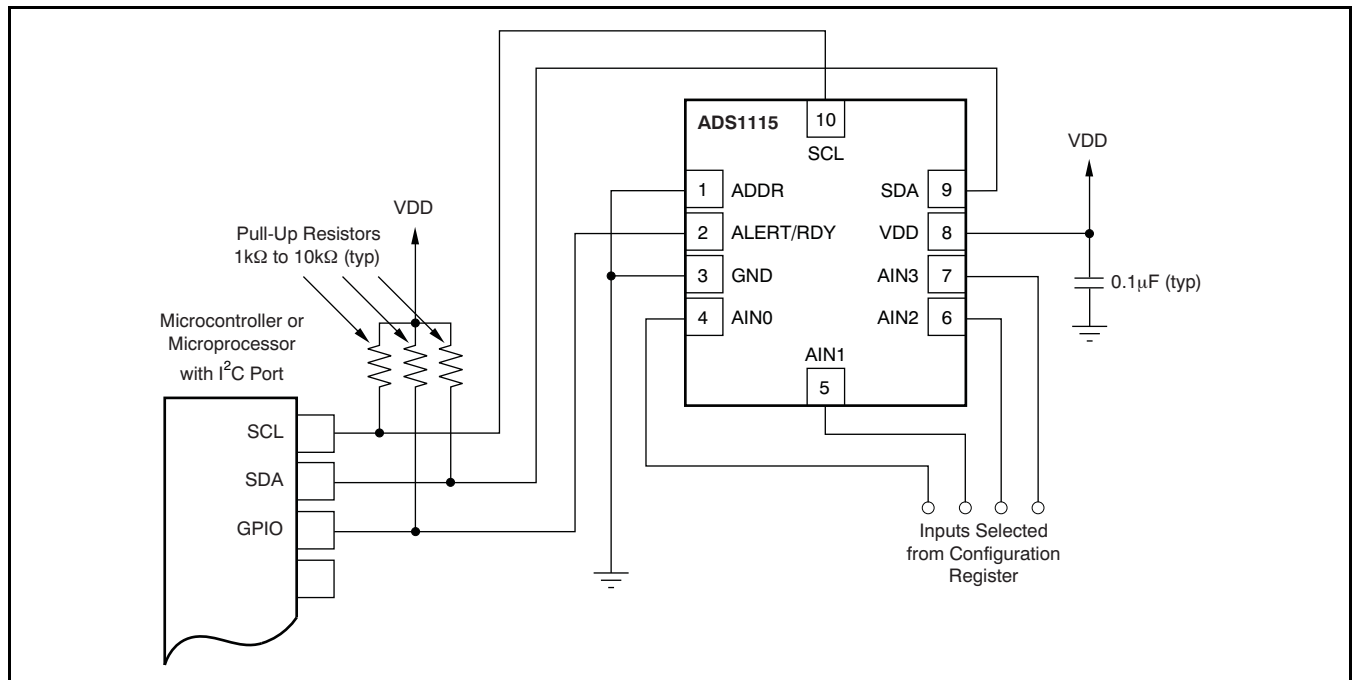 ADS1115
10
SCL
1 ADDR
SDA 9
2 ALERT/RDY
VDD 8
3 GND
AIN3 7
4 AIN0
AIN2 6
AIN1
5
VDD
0.1μF (typ)
VDD
Pull-Up Resistors
1kΩ to 10kΩ (typ)
Microcontroller or
Microprocessor
with I²C Port
SCL
SDA
GPIO
Inputs Selected
from Configuration
Register